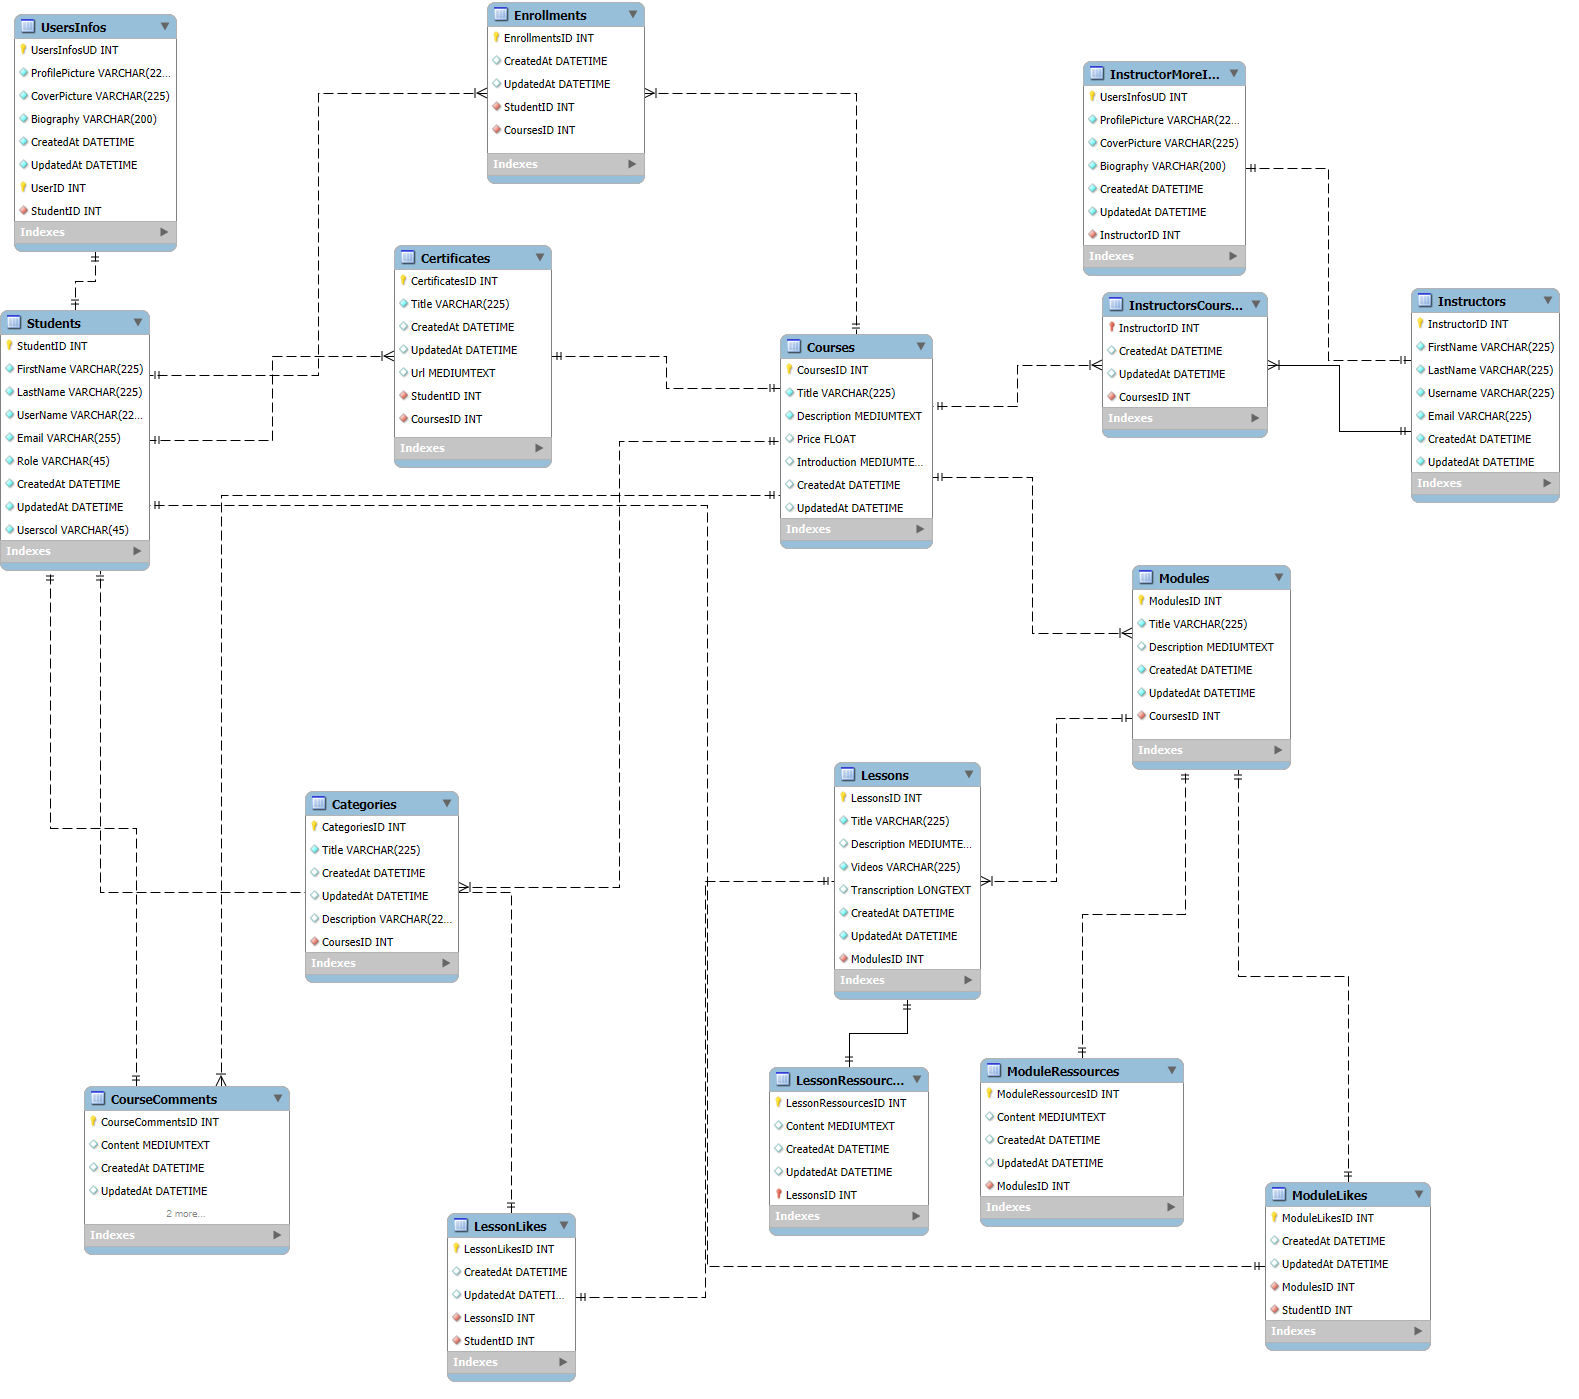 UsersInfos
UsersInfosUD INT
ProfilePicture VARCHAR(22...
CoverPicture VARCHAR(225)
Biography VARCHAR(200)
CreatedAt DATETIME
UpdatedAt DATETIME
UserID INT
StudentID INT
Indexes
Enrollments
EnrollmentsID INT
CreatedAt DATETIME
UpdatedAt DATETIME
StudentID INT
CoursesID INT
Indexes
InstructorMoreI...
UsersInfosUD INT
ProfilePicture VARCHAR(22...
CoverPicture VARCHAR(225)
Biography VARCHAR(200)
CreatedAt DATETIME
UpdatedAt DATETIME
InstructorID INT
Indexes
Certificates
CertificatesID INT
Title VARCHAR(225)
CreatedAt DATETIME
UpdatedAt DATETIME
Url MEDIUMTEXT
StudentID INT
CoursesID INT
Indexes
Students
StudentID INT
FirstName VARCHAR(225)
LastName VARCHAR(225)
UserName VARCHAR(22...
Email VARCHAR(255)
Role VARCHAR(45)
CreatedAt DATETIME
UpdatedAt DATETIME
Userscol VARCHAR(45)
Indexes
Courses
CoursesID INT
Title VARCHAR(225)
Description MEDIUMTEXT
Price FLOAT
Introduction MEDIUMTE...
CreatedAt DATETIME
UpdatedAt DATETIME
Indexes
InstructorsCours...
InstructorID INT
CreatedAt DATETIME
UpdatedAt DATETIME
CoursesID INT
Indexes
Instructors
InstructorID INT
FirstName VARCHAR(225)
LastName VARCHAR(225)
Username VARCHAR(225)
Email VARCHAR(225)
CreatedAt DATETIME
UpdatedAt DATETIME
Indexes
Modules
ModulesID INT
Title VARCHAR(225)
Description MEDIUMTEXT
CreatedAt DATETIME
UpdatedAt DATETIME
CoursesID INT
Indexes
Categories
CategoriesID INT
Title VARCHAR(225)
CreatedAt DATETIME
UpdatedAt DATETIME
Description VARCHAR(22...
CoursesID INT
Indexes
Lessons
LessonsID INT
Title VARCHAR(225)
Description MEDIUMTE...
Videos VARCHAR(225)
Transcription LONGTEXT
CreatedAt DATETIME
UpdatedAt DATETIME
ModulesID INT
Indexes
CourseComments
CourseCommentsID INT
Content MEDIUMTEXT
CreatedAt DATETIME
UpdatedAt DATETIME
2 more...
Indexes
LessonLikes
LessonLikesID INT
CreatedAt DATETIME
UpdatedAt DATETI...
LessonsID INT
StudentID INT
Indexes
LessonRessourc...
LessonRessourcesID INT
Content MEDIUMTEXT
CreatedAt DATETIME
UpdatedAt DATETIME
LessonsID INT
Indexes
ModuleRessources
ModuleRessourcesID INT
Content MEDIUMTEXT
CreatedAt DATETIME
UpdatedAt DATETIME
ModulesID INT
Indexes
ModuleLikes
ModuleLikesID INT
CreatedAt DATETIME
UpdatedAt DATETIME
ModulesID INT
StudentID INT
Indexes